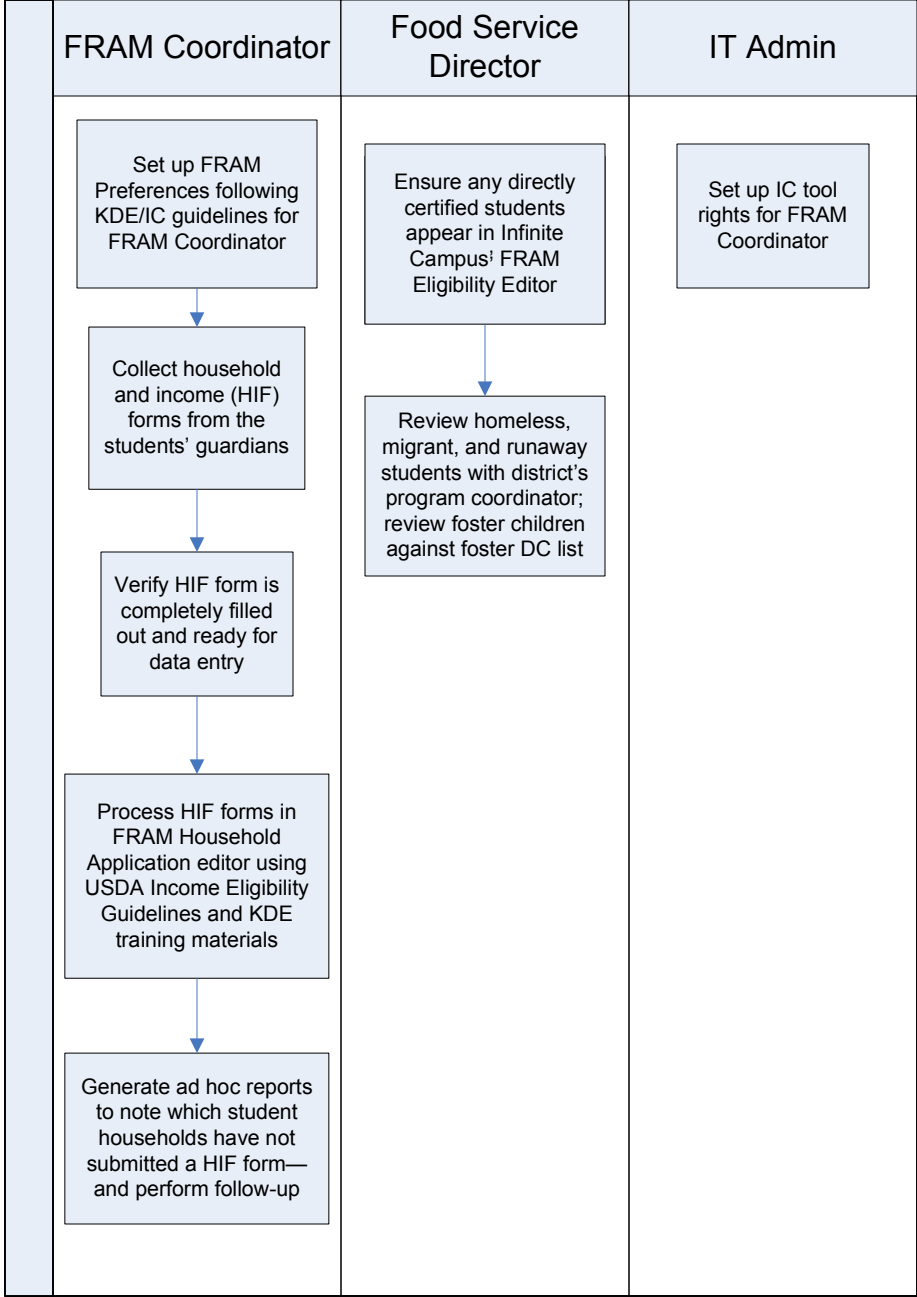 FRAM Coordinator
Food Service
Director
IT Admin
Set up FRAM
Preferences following
KDE/IC guidelines for
FRAM Coordinator
Collect household
and income (HIF)
forms from the
students’ guardians
Verify HIF form is
completely filled
out and ready for
data entry
Process HIF forms in
FRAM Household
Application editor using
USDA Income Eligibility
Guidelines and KDE
training materials
Generate ad hoc reports
to note which student
households have not
submitted a HIF form—
and perform follow-up
Ensure any directly
certified students
appear in Infinite
Campus’ FRAM
Eligibility Editor
Review homeless,
migrant, and runaway
students with district’s
program coordinator;
review foster children
against foster DC list
Set up IC tool
rights for FRAM
Coordinator